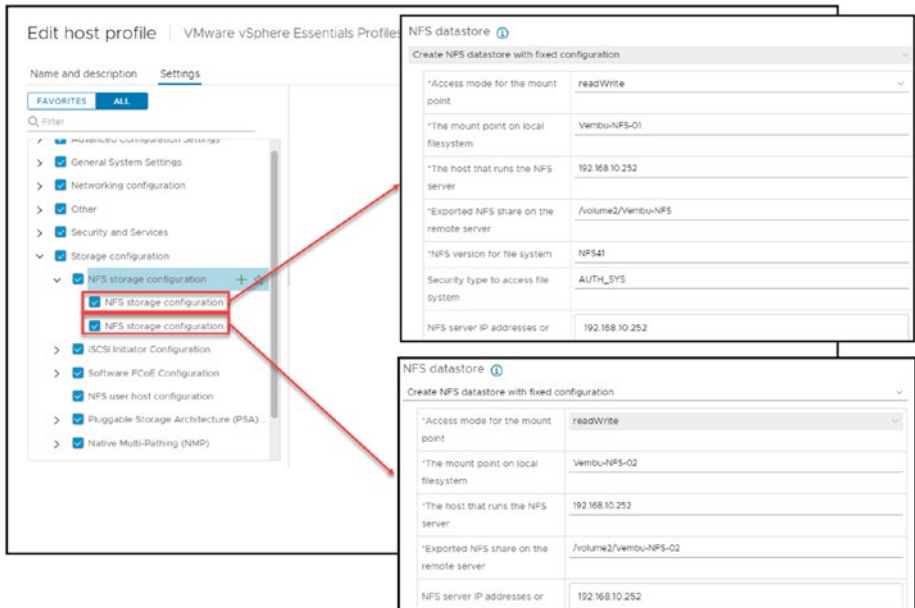 Edit host profile | VMware vSphere Essentials Profiles
Name and description Settings
FAVORITES ALL
Filter
Advanced Configuration Settings
General System Settings
Networking configuration
Other
Security and Services
Storage configuration
NFS storage configuration
NFS storage configuration
NFS storage configuration
iSCSI Initiator Configuration
Software FCoE Configuration
NFS user host configuration
Pluggable Storage Architecture (PSA) ...
Native Multi-Pathing (NMP)
NFS datastore
Create NFS datastore with fixed configuration
*Access mode for the mount readWrite
point
*The mount point on local Vembu-NFS-01
filesystem
*The host that runs the NFS 192.168.10.252
server
*Exported NFS share on the /volume2/Vembu-NFS
remote server
*NFS version for file system NFS41
Security type to access file AUTH_SYS
system
NFS server IP addresses or 192.168.10.252
NFS datastore
Create NFS datastore with fixed configuration
*Access mode for the mount readWrite
point
*The mount point on local Vembu-NFS-02
filesystem
*The host that runs the NFS 192.168.10.252
server
*Exported NFS share on the /volume2/Vembu-NFS-02
remote server
NFS server IP addresses or 192.168.10.252